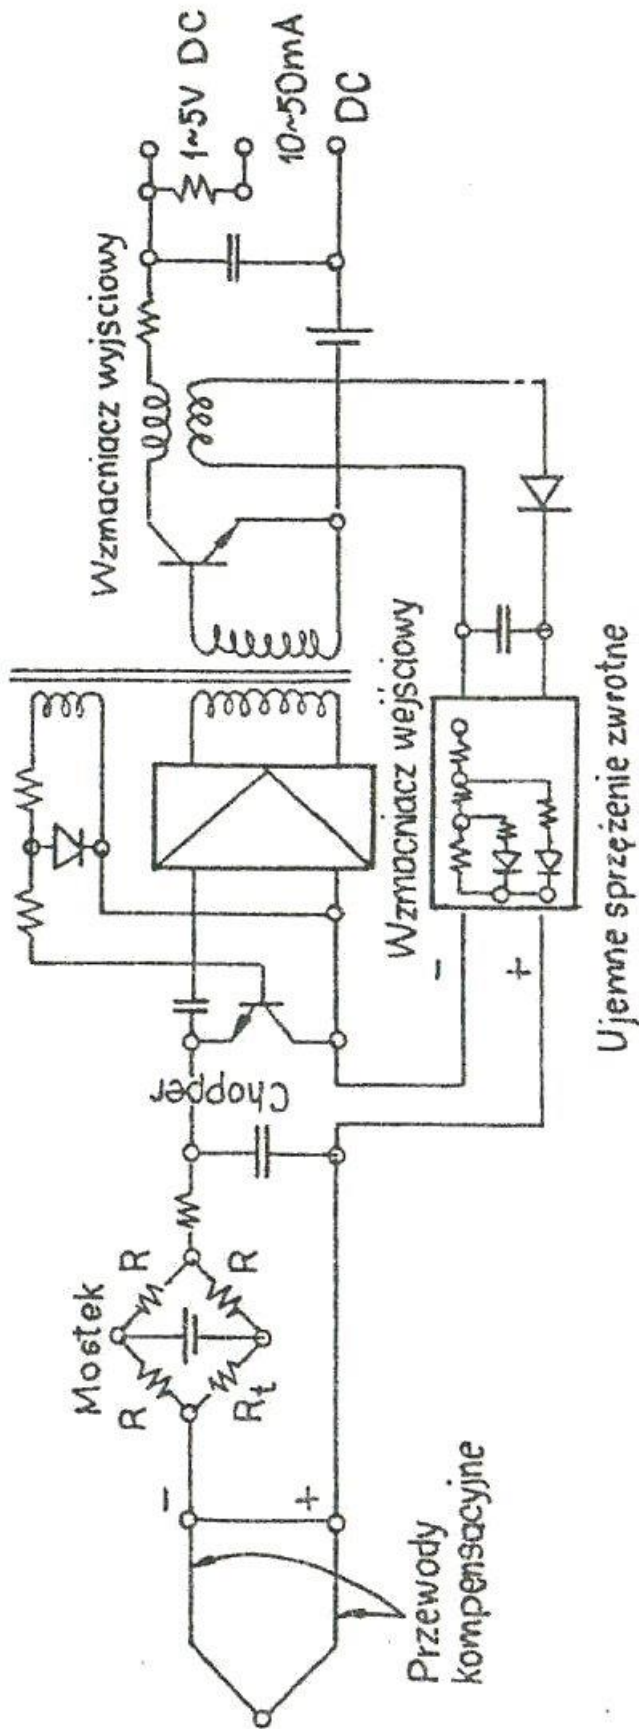 Mostek
R
R
R
Rt
-
+
Przewody
kompensacyjne
Chopper
Wzmacniacz wejściowy
-
+
Ujemne sprzężenie zwrotne
Wzmacniacz wyjściowy
1~5V DC
10~50mA
DC